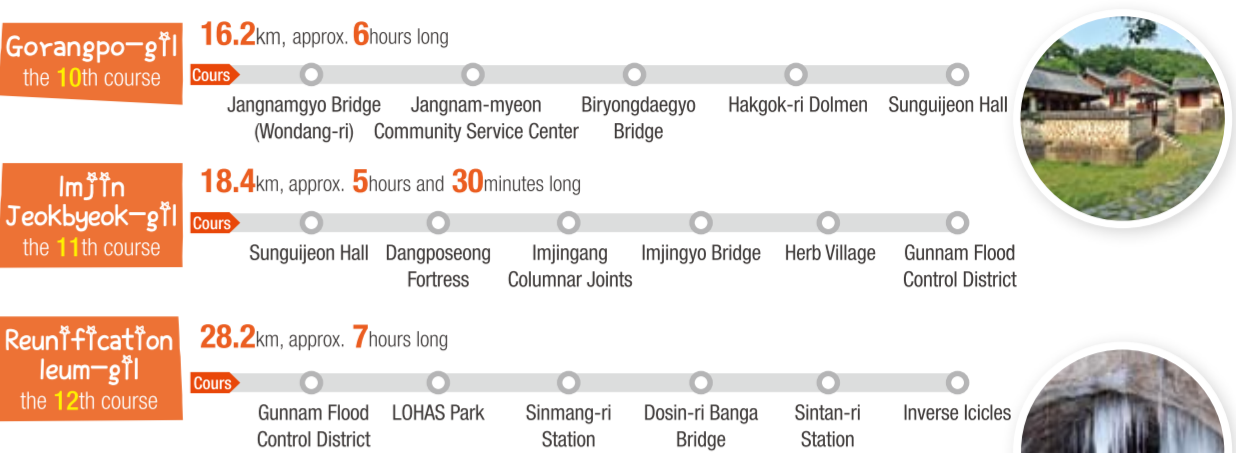 Gorangpo-gil
the 10th course
16.2km, approx. 6hours long
Cours
Jangnamgyo Bridge
(Wondang-ri)
Jangnam-myeon
Community Service Center
Biryongdaegyo
Bridge
Hakgok-ri Dolmen
Sunguijeon Hall
Imjin
Jeokbyeok-gil
the 11th course
18.4km, approx. 5hours and 30minutes long
Cours
Sunguijeon Hall
Dangposeong
Fortress
Imjingang
Columnar Joints
Imjingyo Bridge
Herb Village
Gunnam Flood
Control District
Reunification
Ieum-gil
the 12th course
28.2km, approx. 7hours long
Cours
Gunnam Flood
Control District
LOHAS Park
Sinmang-ri
Station
Dosin-ri Banga
Bridge
Sintan-ri
Station
Inverse Icicles